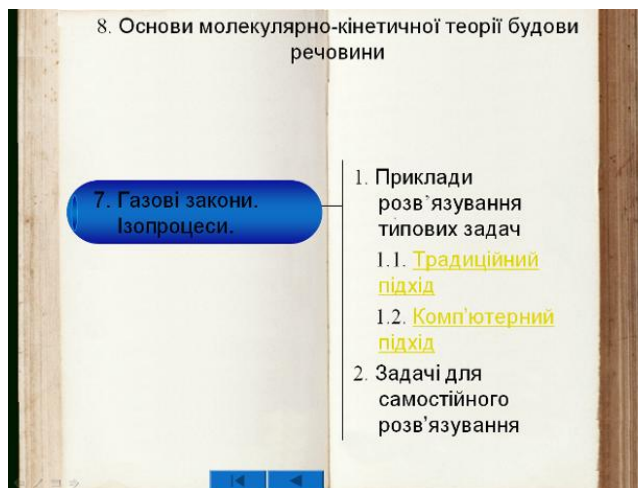 8. Основи молекулярно-кінетичної теорії будови
речовини
7. Газові закони.
Ізопроцеси.
1. Приклади
розв`язування
типових задач
1.1. Традиційний
підхід
1.2. Комп'ютерний
підхід
2. Задачі для
самостійного
розв'язування